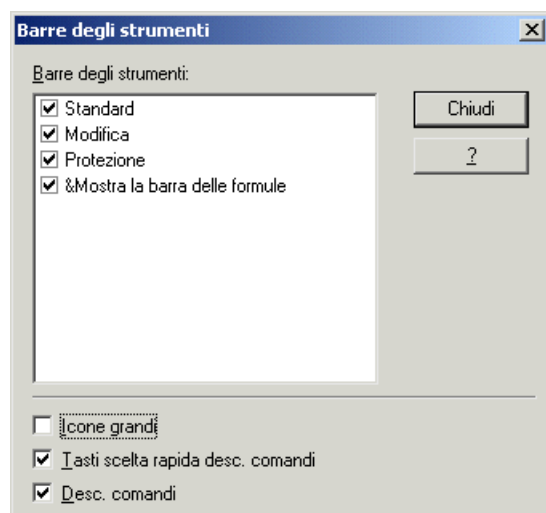 Barre degli strumenti
Barre degli strumenti:
Standard
Modifica
Protezione
&Mostra la barra delle formule
Chiudi
?
Icone grandi
Tasti scelta rapida desc. comandi
Desc. comandi